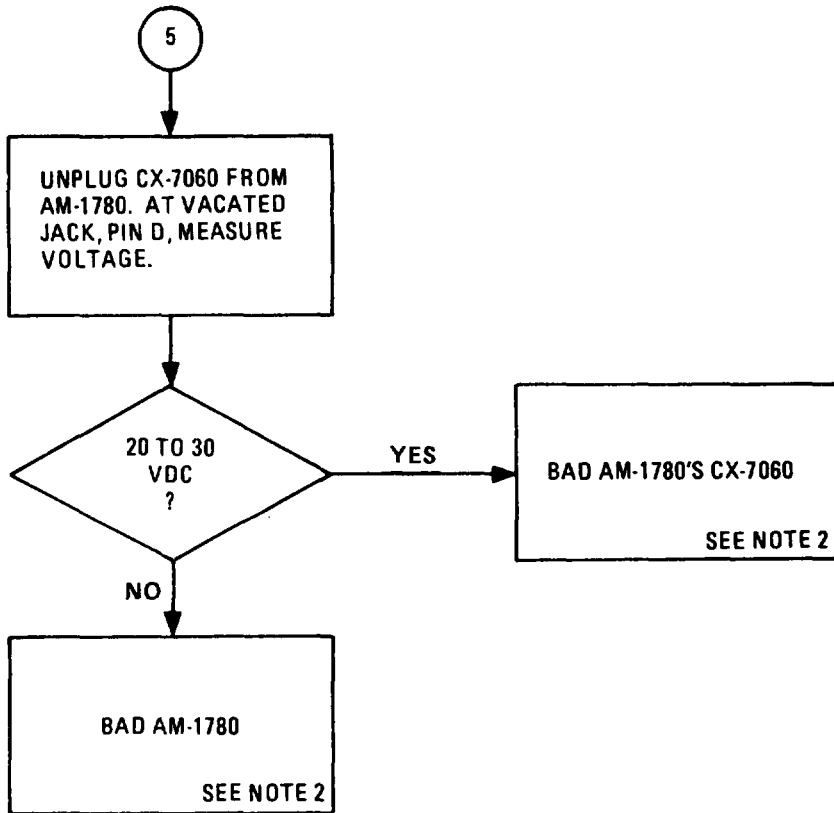 5
UNPLUG CX-7060 FROM
AM-1780. AT VACATED
JACK, PIN D, MEASURE
VOLTAGE.
20 TO 30
VDC
?
YES
BAD AM-1780'S CX-7060
SEE NOTE 2
NO
BAD AM-1780
SEE NOTE 2